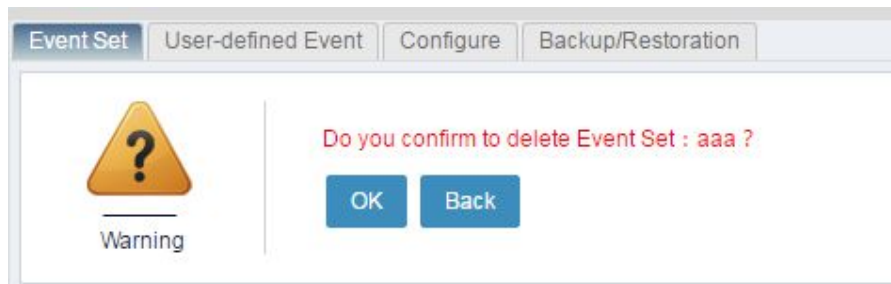 Event Set User-defined Event Configure Backup/Restoration
?
Do you confirm to delete Event Set : aaa ?
OK Back
Warning